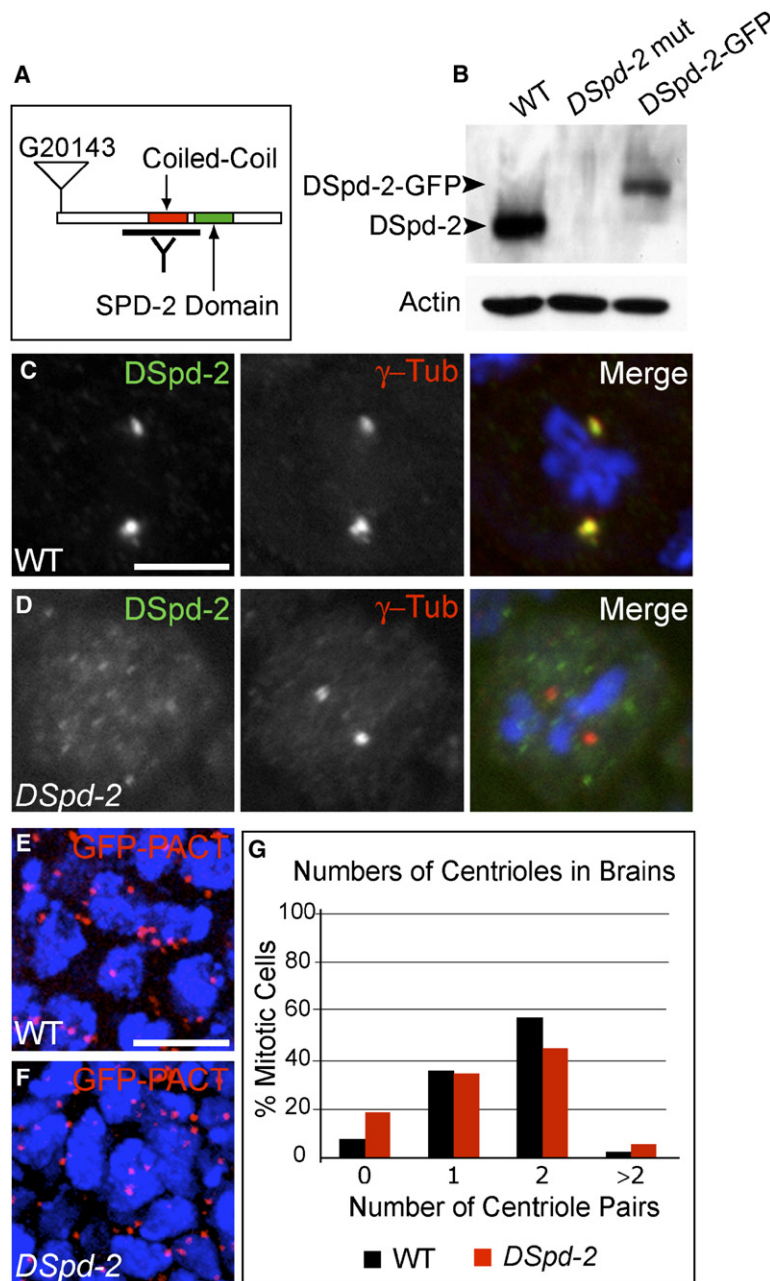 A
G20143
Coiled-Coil
SPD-2 Domain
B
WT
DSpd-2 mut
DSpd-2-GFP
DSpd-2-GFP
DSpd-2
Actin
C
DSpd-2
γ–Tub
Merge
WT
D
DSpd-2
γ–Tub
Merge
DSpd-2
E
GFP-PACT
WT
F
GFP-PACT
DSpd-2
G
Numbers of Centrioles in Brains
% Mitotic Cells
100
80
60
40
20
0
0 1 2 >2
Number of Centriole Pairs
WT DSpd-2